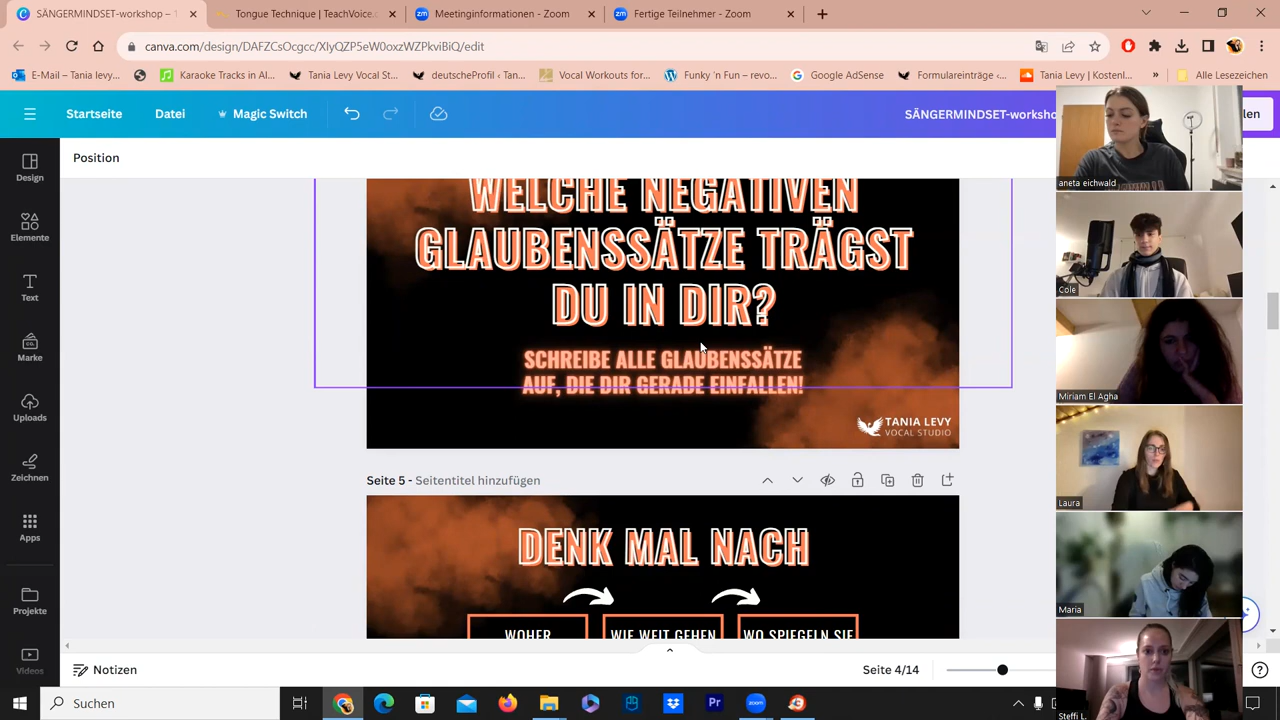 SÄNGERMINDSET-workshop – T
Tongue Technique | TeachVoice.c
Meetinginformationen - Zoom
Fertige Teilnehmer - Zoom
canva.com/design/DAFZCsOcgcc/XlyQZP5eW0oxzWZPkviBiQ/edit
E-Mail – Tania levy...
Karaoke Tracks in Al...
Tania Levy Vocal St...
deutscheProfil ‹ Tan...
Vocal Workouts for...
Funky 'n Fun – revo...
Google AdSense
Formulareinträge ‹...
Tania Levy | Kostenl...
»
Alle Lesezeichen
Startseite
Datei
Magic Switch
SÄNGERMINDSET-worksho
len
Position
Design
Elemente
Text
Marke
Uploads
Zeichnen
Apps
Projekte
Videos
WELCHE NEGATIVEN
GLAUBENSSÄTZE TRÄGST
DU IN DIR?
SCHREIBE ALLE GLAUBENSSÄTZE
AUF, DIE DIR GERADE EINFALLEN!
TANIA LEVY
VOCAL STUDIO
Seite 5 - Seitentitel hinzufügen
DENK MAL NACH
WOHER
WIE WEIT GEHEN
WO SPIEGELN SIE
aneta eichwald
Cole
Miriam El Agha
Laura
Maria
Steffi L.
Notizen
Seite 4/14
Suchen